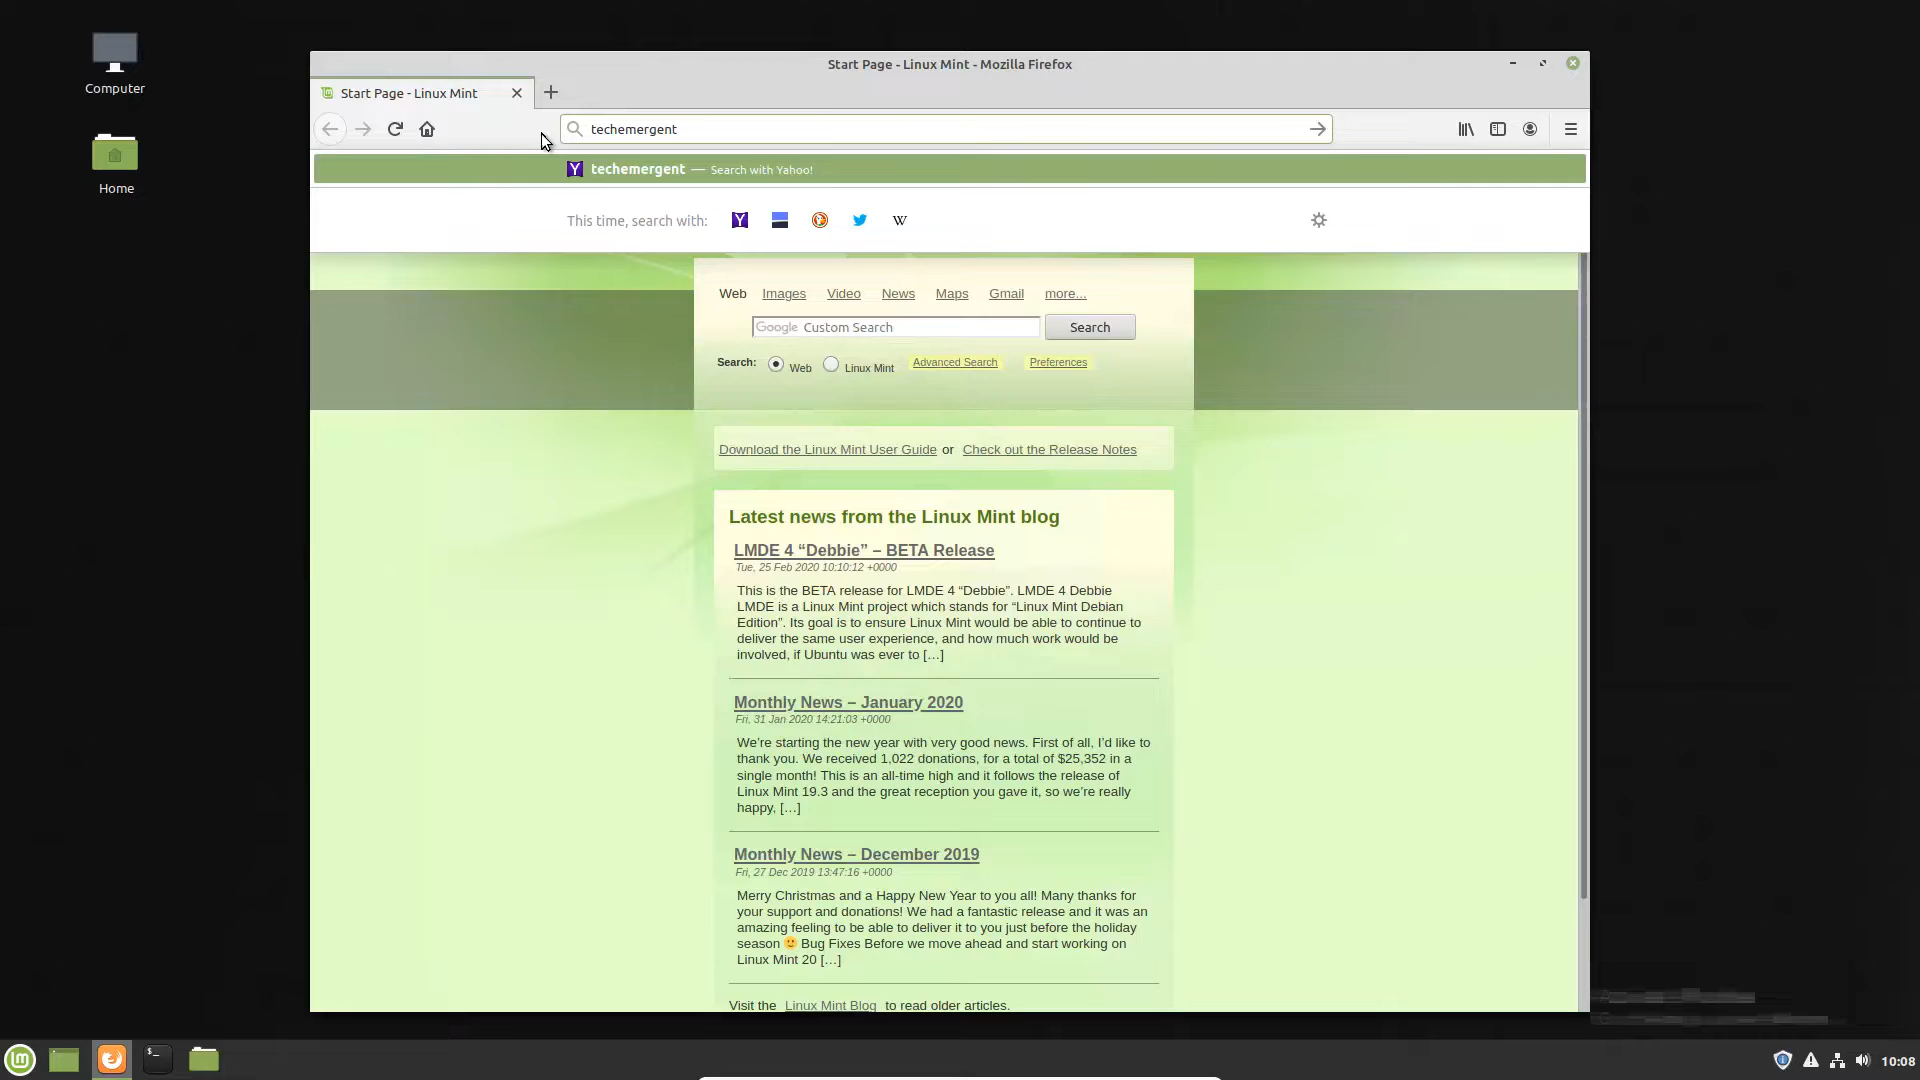 Computer
Home
Start Page - Linux Mint - Mozilla Firefox
Start Page - Linux Mint
techemergent
techemergent — Search with Yahoo!
This time, search with:
W
Web Images Video News Maps Gmail more...
Google Custom Search Search
Search: Web Linux Mint Advanced Search Preferences
Download the Linux Mint User Guide or Check out the Release Notes
Latest news from the Linux Mint blog
LMDE 4 “Debbie” – BETA Release
Tue, 25 Feb 2020 10:10:12 +0000
This is the BETA release for LMDE 4 “Debbie”. LMDE 4 Debbie
LMDE is a Linux Mint project which stands for “Linux Mint Debian
Edition”. Its goal is to ensure Linux Mint would be able to continue to
deliver the same user experience, and how much work would be
involved, if Ubuntu was ever to […]
Monthly News – January 2020
Fri, 31 Jan 2020 14:21:03 +0000
We’re starting the new year with very good news. First of all, I’d like to
thank you. We received 1,022 donations, for a total of $25,352 in a
single month! This is an all-time high and it follows the release of
Linux Mint 19.3 and the great reception you gave it, so we’re really
happy, […]
Monthly News – December 2019
Fri, 27 Dec 2019 13:47:16 +0000
Merry Christmas and a Happy New Year to you all! Many thanks for
your support and donations! We had a fantastic release and it was an
amazing feeling to be able to deliver it to you just before the holiday
season 🙂 Bug Fixes Before we move ahead and start working on
Linux Mint 20 […]
Visit the Linux Mint Blog to read older articles.
10:08